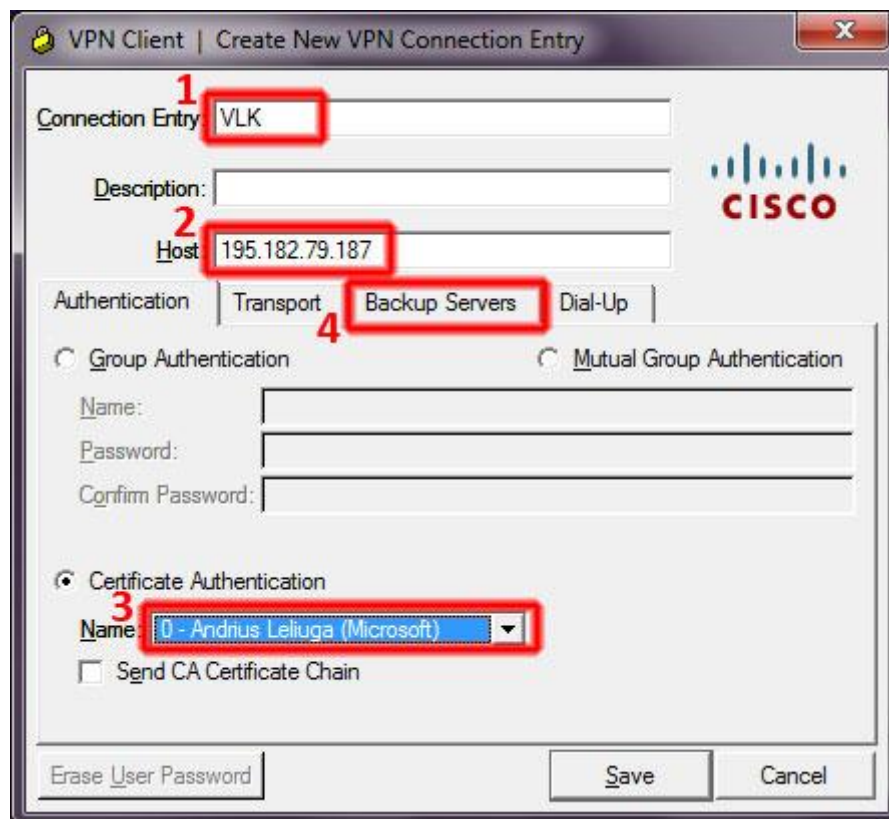 VPN Client | Create New VPN Connection Entry
1
Connection Entry: VLK
Description:
CISCO
2
Host: 195.182.79.187
Authentication Transport Backup Servers Dial-Up
4
Group Authentication Mutual Group Authentication
Name:
Password:
Confirm Password:
Certificate Authentication
3
Name: 0 - Andrius Leliuga (Microsoft)
Send CA Certificate Chain
Erase User Password Save Cancel